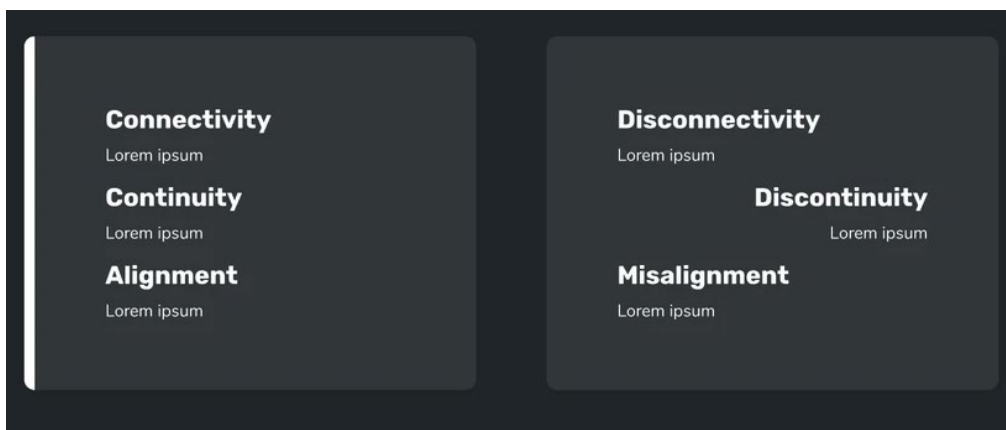 Connectivity
Lorem ipsum
Continuity
Lorem ipsum
Alignment
Lorem ipsum
Disconnectivity
Lorem ipsum
Discontinuity
Lorem ipsum
Misalignment
Lorem ipsum